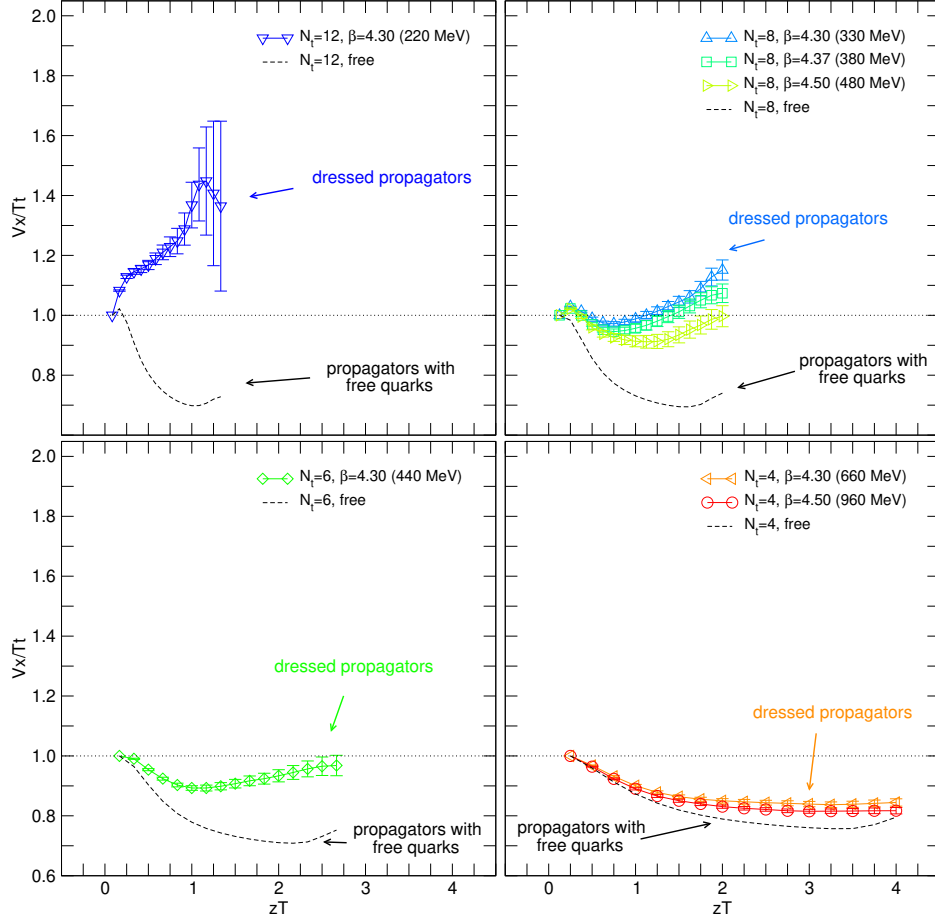 2.0
1.8
1.6
1.4
1.2
1.0
0.8
Vx/Tt
N_t=12, β=4.30 (220 MeV)
N_t=12, free
dressed propagators
propagators with
free quarks
N_t=8, β=4.30 (330 MeV)
N_t=8, β=4.37 (380 MeV)
N_t=8, β=4.50 (480 MeV)
N_t=8, free
dressed propagators
propagators with
free quarks
2.0
1.8
1.6
1.4
1.2
1.0
0.8
0.6
Vx/Tt
N_t=6, β=4.30 (440 MeV)
N_t=6, free
dressed propagators
propagators with
free quarks
0 1 2 3 4
zT
N_t=4, β=4.30 (660 MeV)
N_t=4, β=4.50 (960 MeV)
N_t=4, free
dressed propagators
propagators with
free quarks
0 1 2 3 4
zT